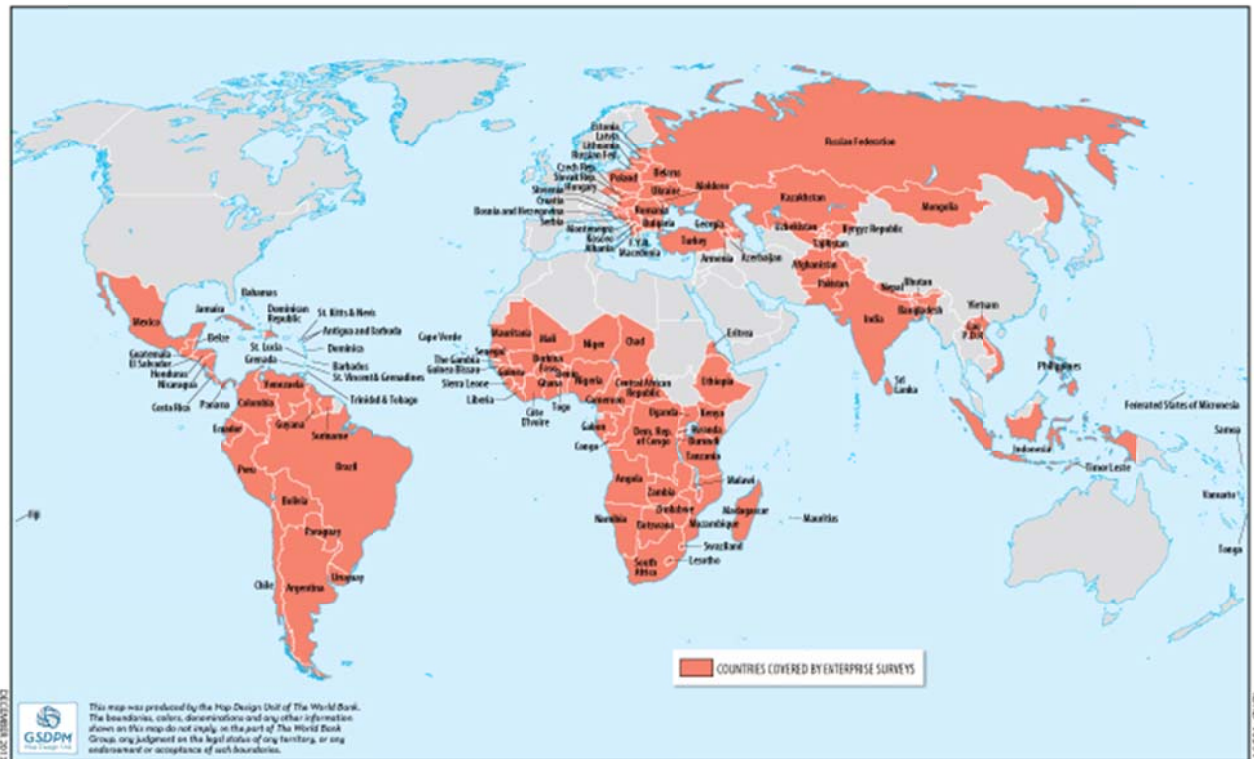 Russian Federation
Estonia
Latvia
Lithuania
Russian Fed.
Czech Rep.
Slovak Rep.
Hungary
Slovenia
Croatia
Bosnia and Herzegovina
Serbia
Montenegro
Kosovo
Albania
F.Y.R.
Macedonia
Poland
Belarus
Ukraine
Moldova
Romania
Bulgaria
Georgia
Turkey
Armenia
Azerbaijan
Kazakhstan
Uzbekistan
Kyrgyz Republic
Tajikistan
Afghanistan
Pakistan
Mongolia
Nepal
Bhutan
Bangladesh
India
Sri
Lanka
Vietnam
Lao
P.D.R.
Philippines
Indonesia
Timor Leste
Federated States of Micronesia
Samoa
Vanuatu
Tonga
Fiji
Mexico
Bahamas
Jamaica
Dominican
Republic
St. Kitts & Nevis
Antigua and Barbuda
Belize
St. Lucia
Dominica
Grenada
Barbados
St. Vincent & Grenadines
Trinidad & Tobago
Guatemala
El Salvador
Honduras
Nicaragua
Costa Rica
Panama
Venezuela
Colombia
Guyana
Suriname
Ecuador
Peru
Brazil
Bolivia
Paraguay
Uruguay
Chile
Argentina
Cape Verde
Mauritania
Mali
Niger
Chad
Eritrea
Senegal
The Gambia
Guinea Bissau
Guinea
Sierra Leone
Liberia
Burkina
Faso
Benin
Ghana
Nigeria
Côte
D'Ivoire
Togo
Cameroon
Central African
Republic
Ethiopia
Gabon
Congo
Dem. Rep.
of Congo
Uganda
Kenya
Rwanda
Burundi
Tanzania
Angola
Zambia
Malawi
Zimbabwe
Mozambique
Madagascar
Mauritius
Namibia
Botswana
Swaziland
Lesotho
South
Africa
COUNTRIES COVERED BY ENTERPRISE SURVEYS
GSDPM
Map Design Unit
This map was produced by the Map Design Unit of The World Bank.
The boundaries, colors, denominations and any other information
shown on this map do not imply, on the part of The World Bank
Group, any judgment on the legal status of any territory, or any
endorsement or acceptance of such boundaries.
DECEMBER